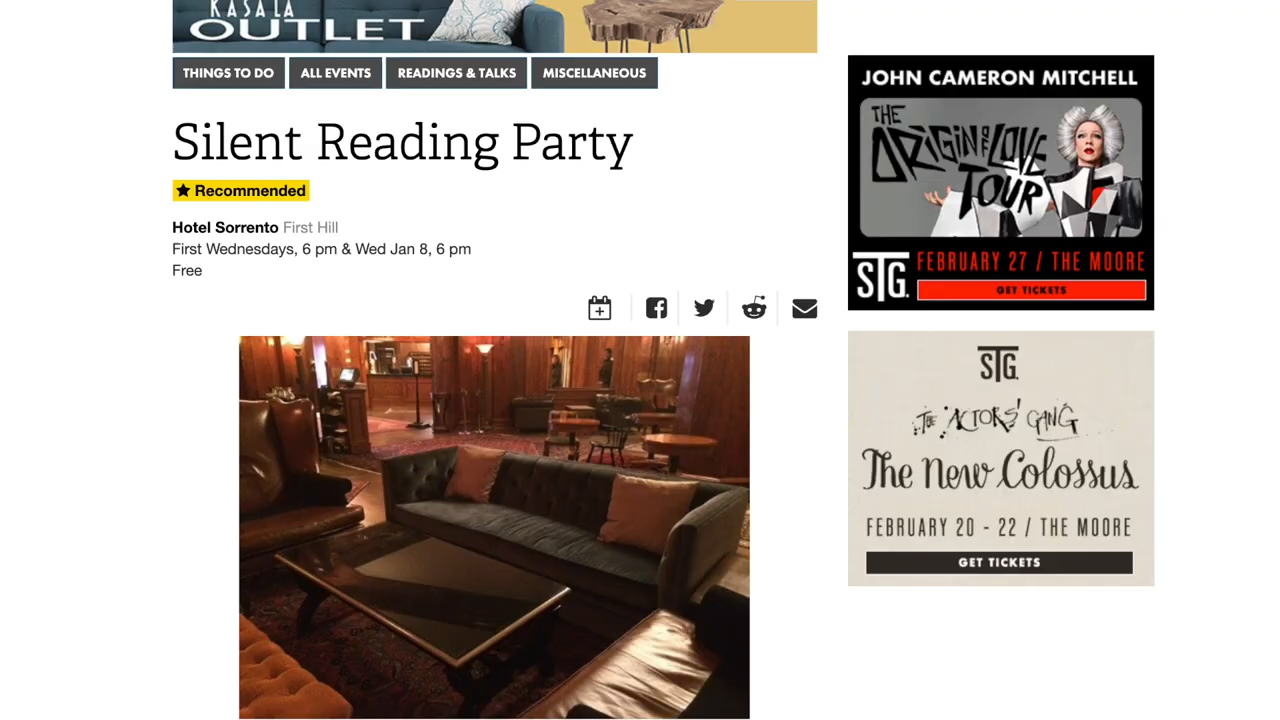 KASALA
OUTLET
THINGS TO DO
ALL EVENTS
READINGS & TALKS
MISCELLANEOUS
Silent Reading Party
Recommended
Hotel Sorrento First Hill
First Wednesdays, 6 pm & Wed Jan 8, 6 pm
Free
JOHN CAMERON MITCHELL
THE
ORIGIN OF LOVE
TOUR
STG.
FEBRUARY 27 / THE MOORE
GET TICKETS
STG.
THE ACTORS' GANG
The New Colossus
FEBRUARY 20 - 22 / THE MOORE
GET TICKETS